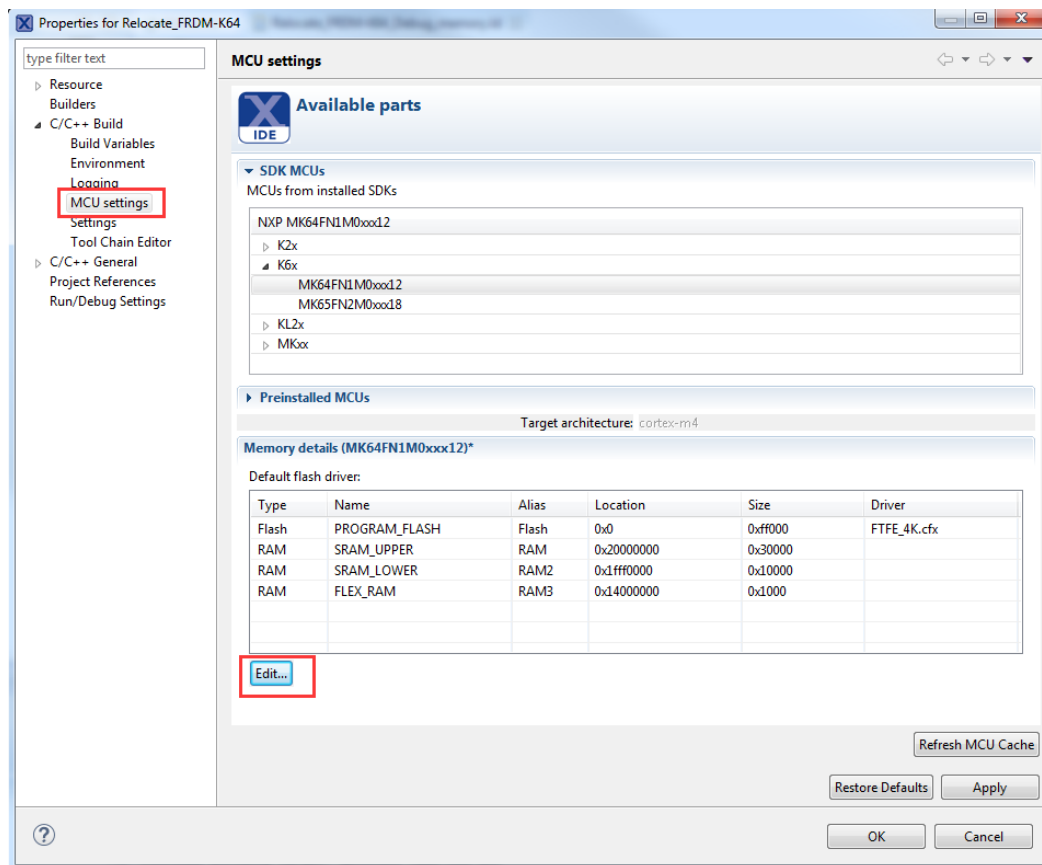 Properties for Relocate_FRDM-K64
type filter text
Resource
Builders
C/C++ Build
Build Variables
Environment
Logging
MCU settings
Settings
Tool Chain Editor
C/C++ General
Project References
Run/Debug Settings
MCU settings
IDE
Available parts
SDK MCUs
MCUs from installed SDKs
NXP MK64FN1M0xxx12
K2x
K6x
MK64FN1M0xxx12
MK65FN2M0xxx18
KL2x
MKxx
Preinstalled MCUs
Target architecture: cortex-m4
Memory details (MK64FN1M0xxx12)*
Default flash driver:
Type Name Alias Location Size Driver
Flash PROGRAM_FLASH Flash 0x0 0xff000 FTFE_4K.cfx
RAM SRAM_UPPER RAM 0x20000000 0x30000
RAM SRAM_LOWER RAM2 0x1fff0000 0x10000
RAM FLEX_RAM RAM3 0x14000000 0x1000
Edit...
Refresh MCU Cache
Restore Defaults Apply
OK Cancel